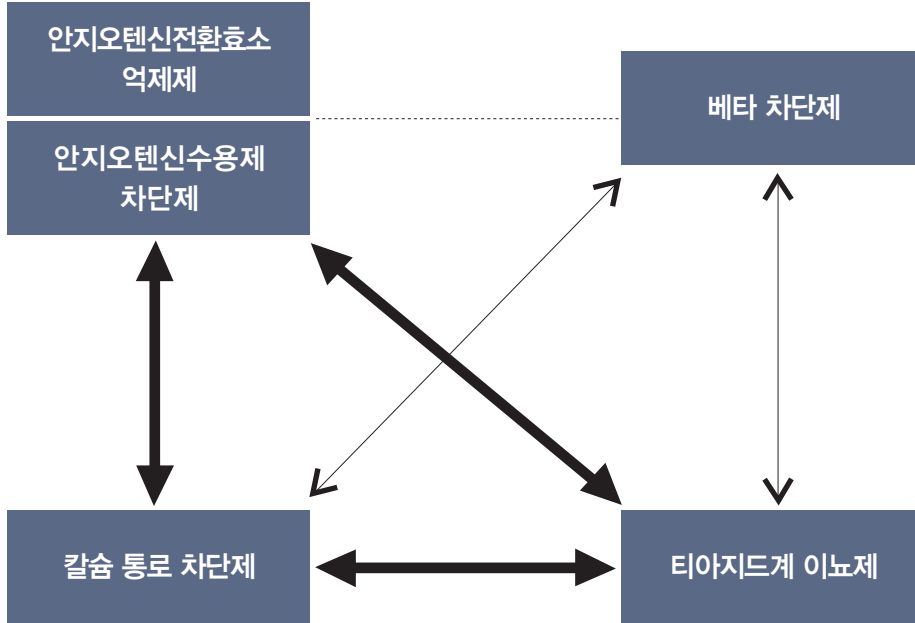 안지오텐신전환효소
억제제
베타 차단제
안지오텐신수용제
차단제
칼슘 통로 차단제
티아지드계 이뇨제